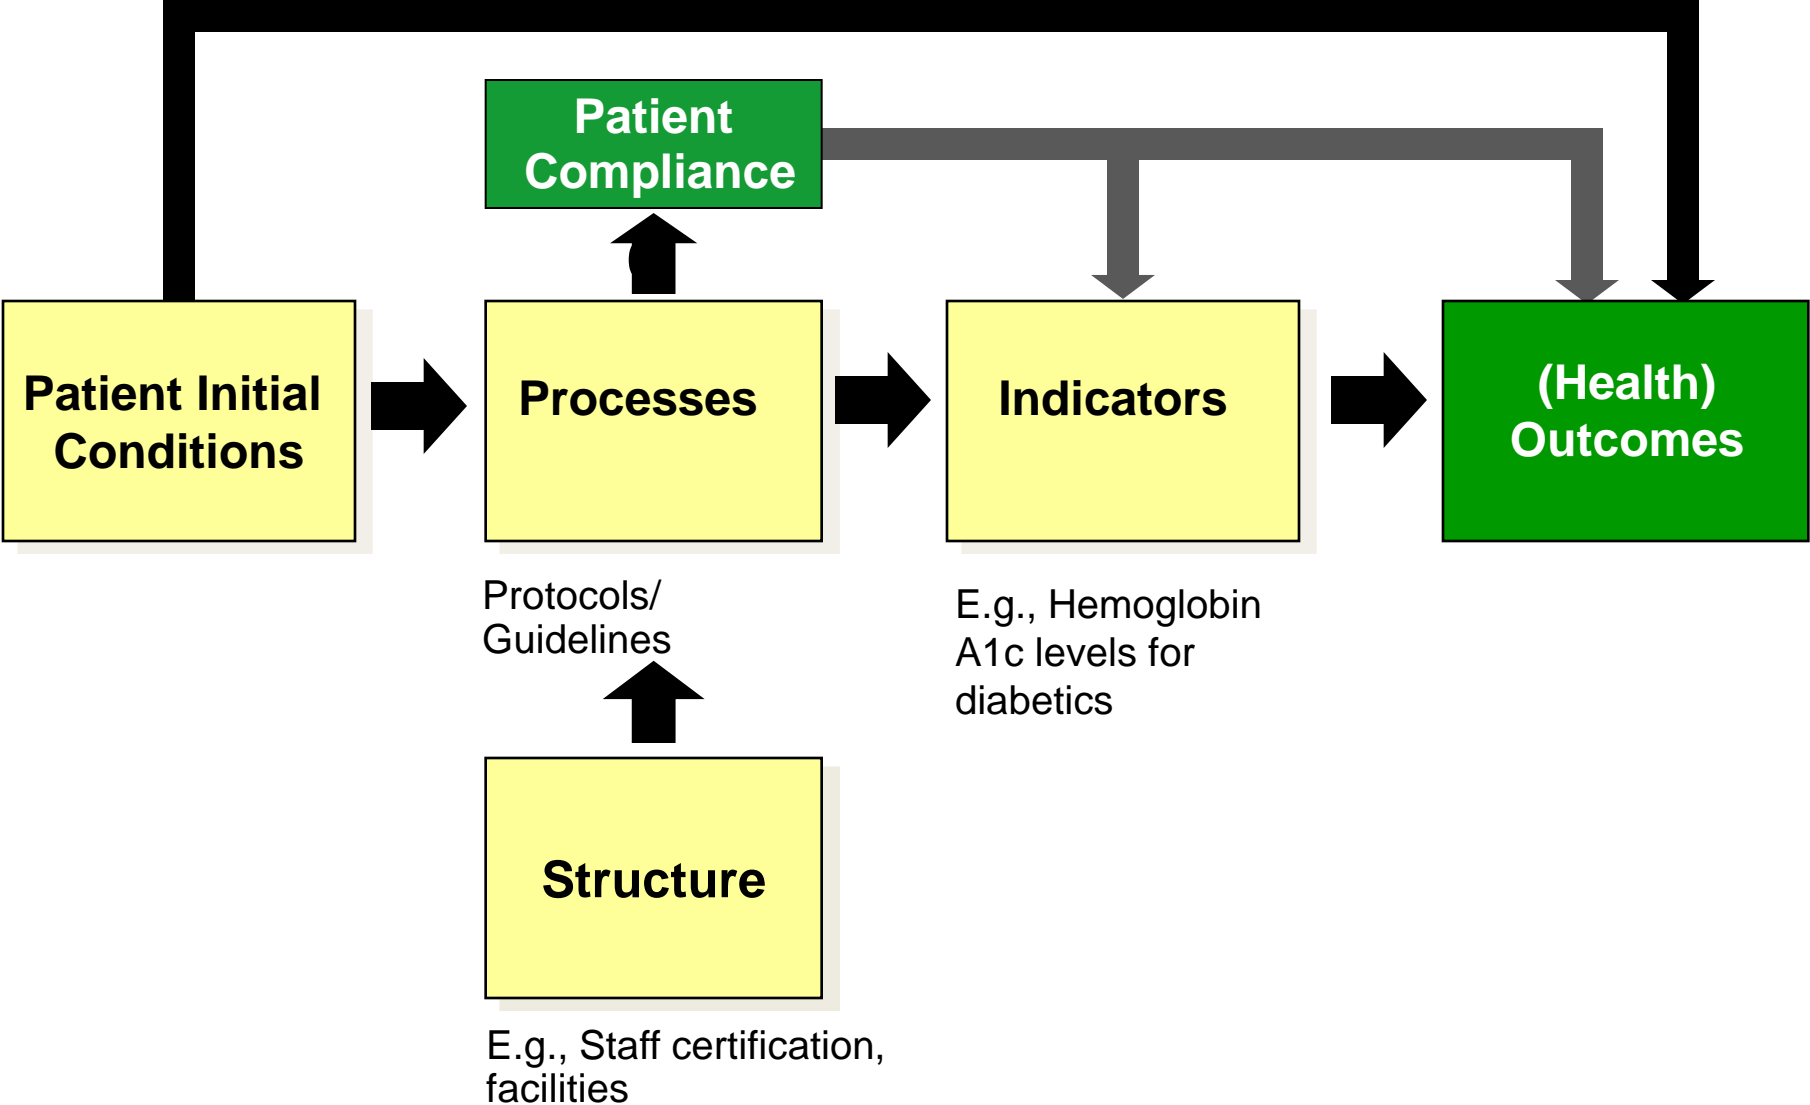 Patient
Compliance
Patient Initial
Conditions
Processes
Indicators
(Health)
Outcomes
Protocols/
Guidelines
E.g., Hemoglobin
A1c levels for
diabetics
Structure
E.g., Staff certification,
facilities